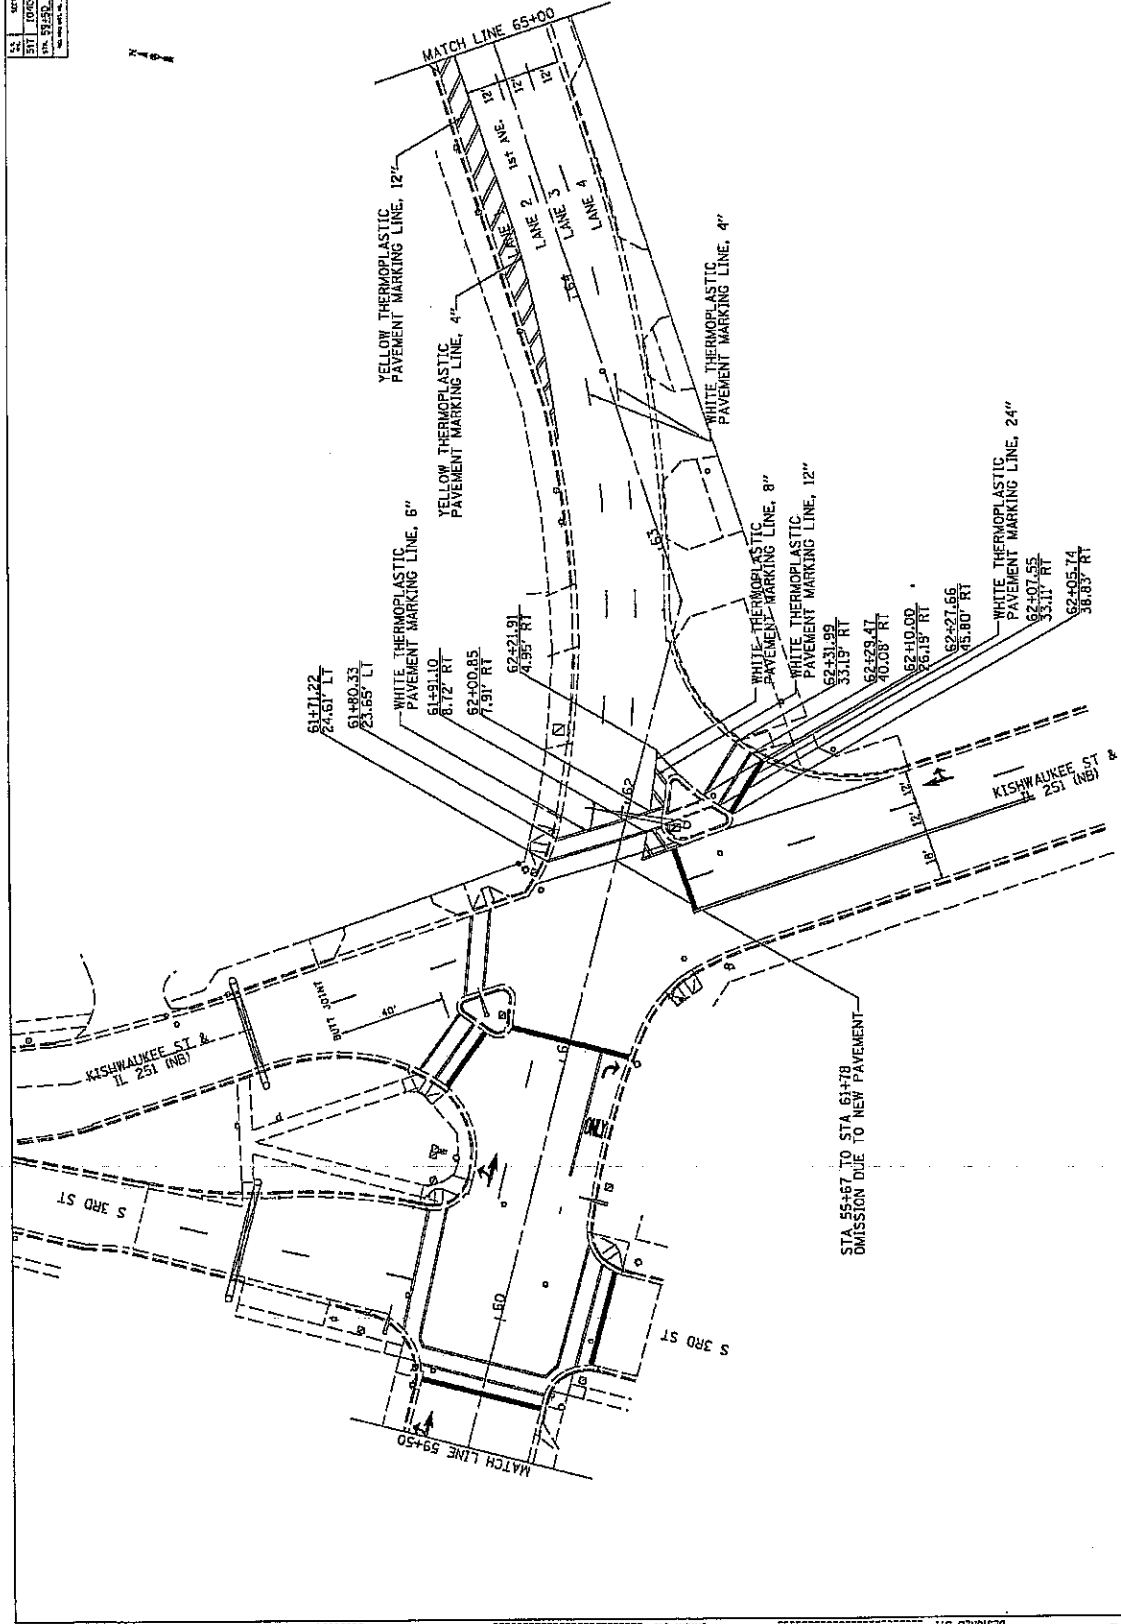 MATCH LINE 65+00
YELLOW THERMOPLASTIC
PAVEMENT MARKING LINE, 12"
12'
12'
12'
1st AVE.
LANE
LANE 2
LANE 3
LANE 4
64
YELLOW THERMOPLASTIC
PAVEMENT MARKING LINE, 4"
WHITE THERMOPLASTIC
PAVEMENT MARKING LINE, 4"
WHITE THERMOPLASTIC
PAVEMENT MARKING LINE, 6"
61+71.22
24.61' LT
61+80.33
23.65' LT
61+91.10
8.72' RT
62+00.85
7.91' RT
62+21.91
4.95' RT
63
62
WHITE THERMOPLASTIC
PAVEMENT MARKING LINE, 8"
WHITE THERMOPLASTIC
PAVEMENT MARKING LINE, 12"
62+31.99
33.19' RT
62+29.47
40.08' RT
62+10.00
26.19' RT
62+27.66
45.80' RT
WHITE THERMOPLASTIC
PAVEMENT MARKING LINE, 24"
62+07.55
33.11' RT
62+05.74
38.83' RT
KISHWAUKEE ST &
IL 251 (NB)
12'
12'
18'
KISHWAUKEE ST &
IL 251 (NB)
BUTT JOINT
40'
S 3RD ST
ONLY
60
S 3RD ST
STA 55+67 TO STA 61+78
OMISSION DUE TO NEW PAVEMENT
MATCH LINE 59+50